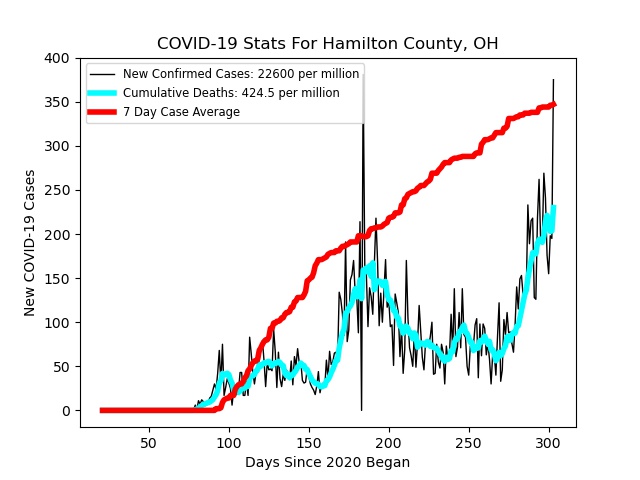 COVID-19 Stats For Hamilton County, OH
New Confirmed Cases: 22600 per million
Cumulative Deaths: 424.5 per million
7 Day Case Average
400
350
300
250
200
150
100
50
0
New COVID-19 Cases
50 100 150 200 250 300
Days Since 2020 Began